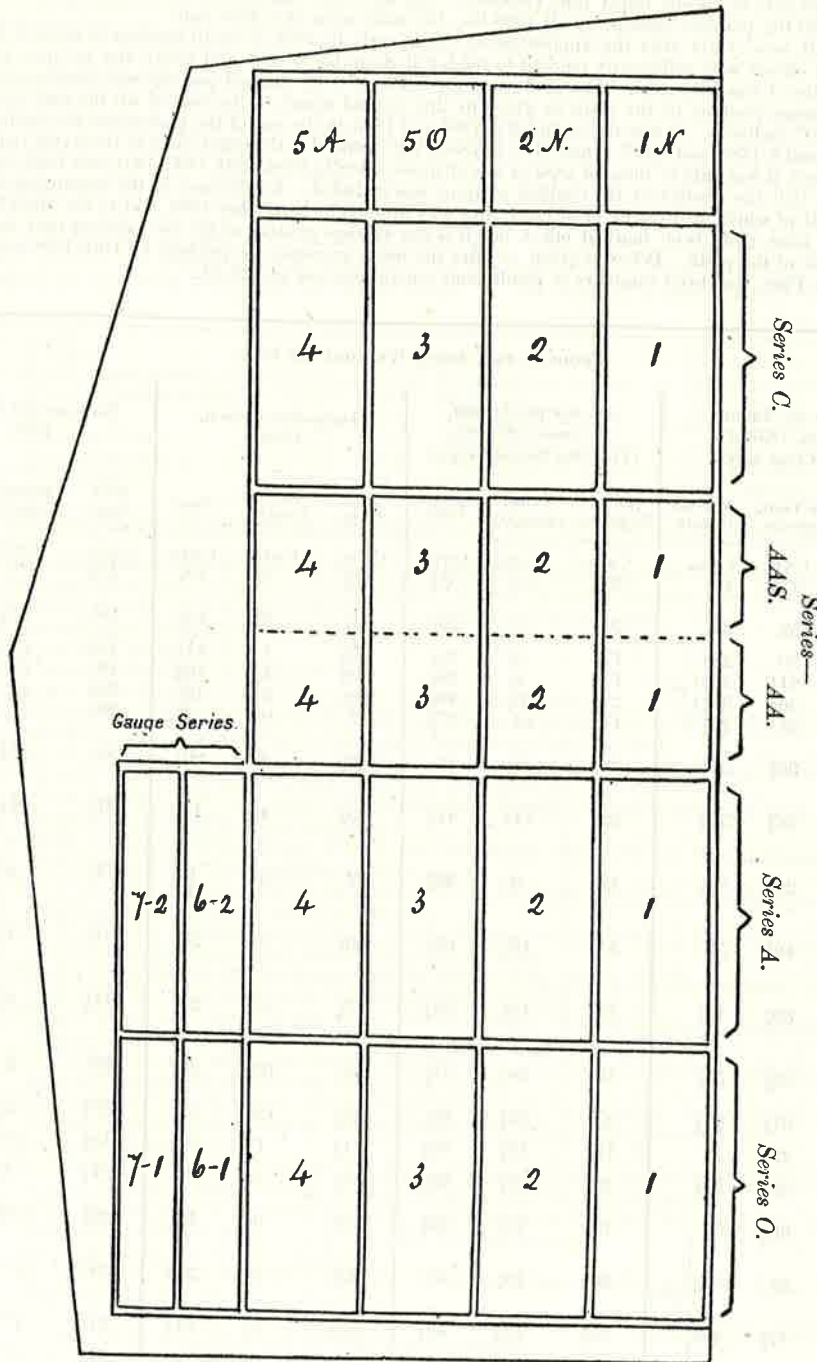 5A 5O 2N. 1N
Series C.
4 3 2 1
Series—
AAS.
4 3 2 1
AA.
4 3 2 1
Gauge Series.
Series A.
7-2 6-2 4 3 2 1
Series O.
7-1 6-1 4 3 2 1